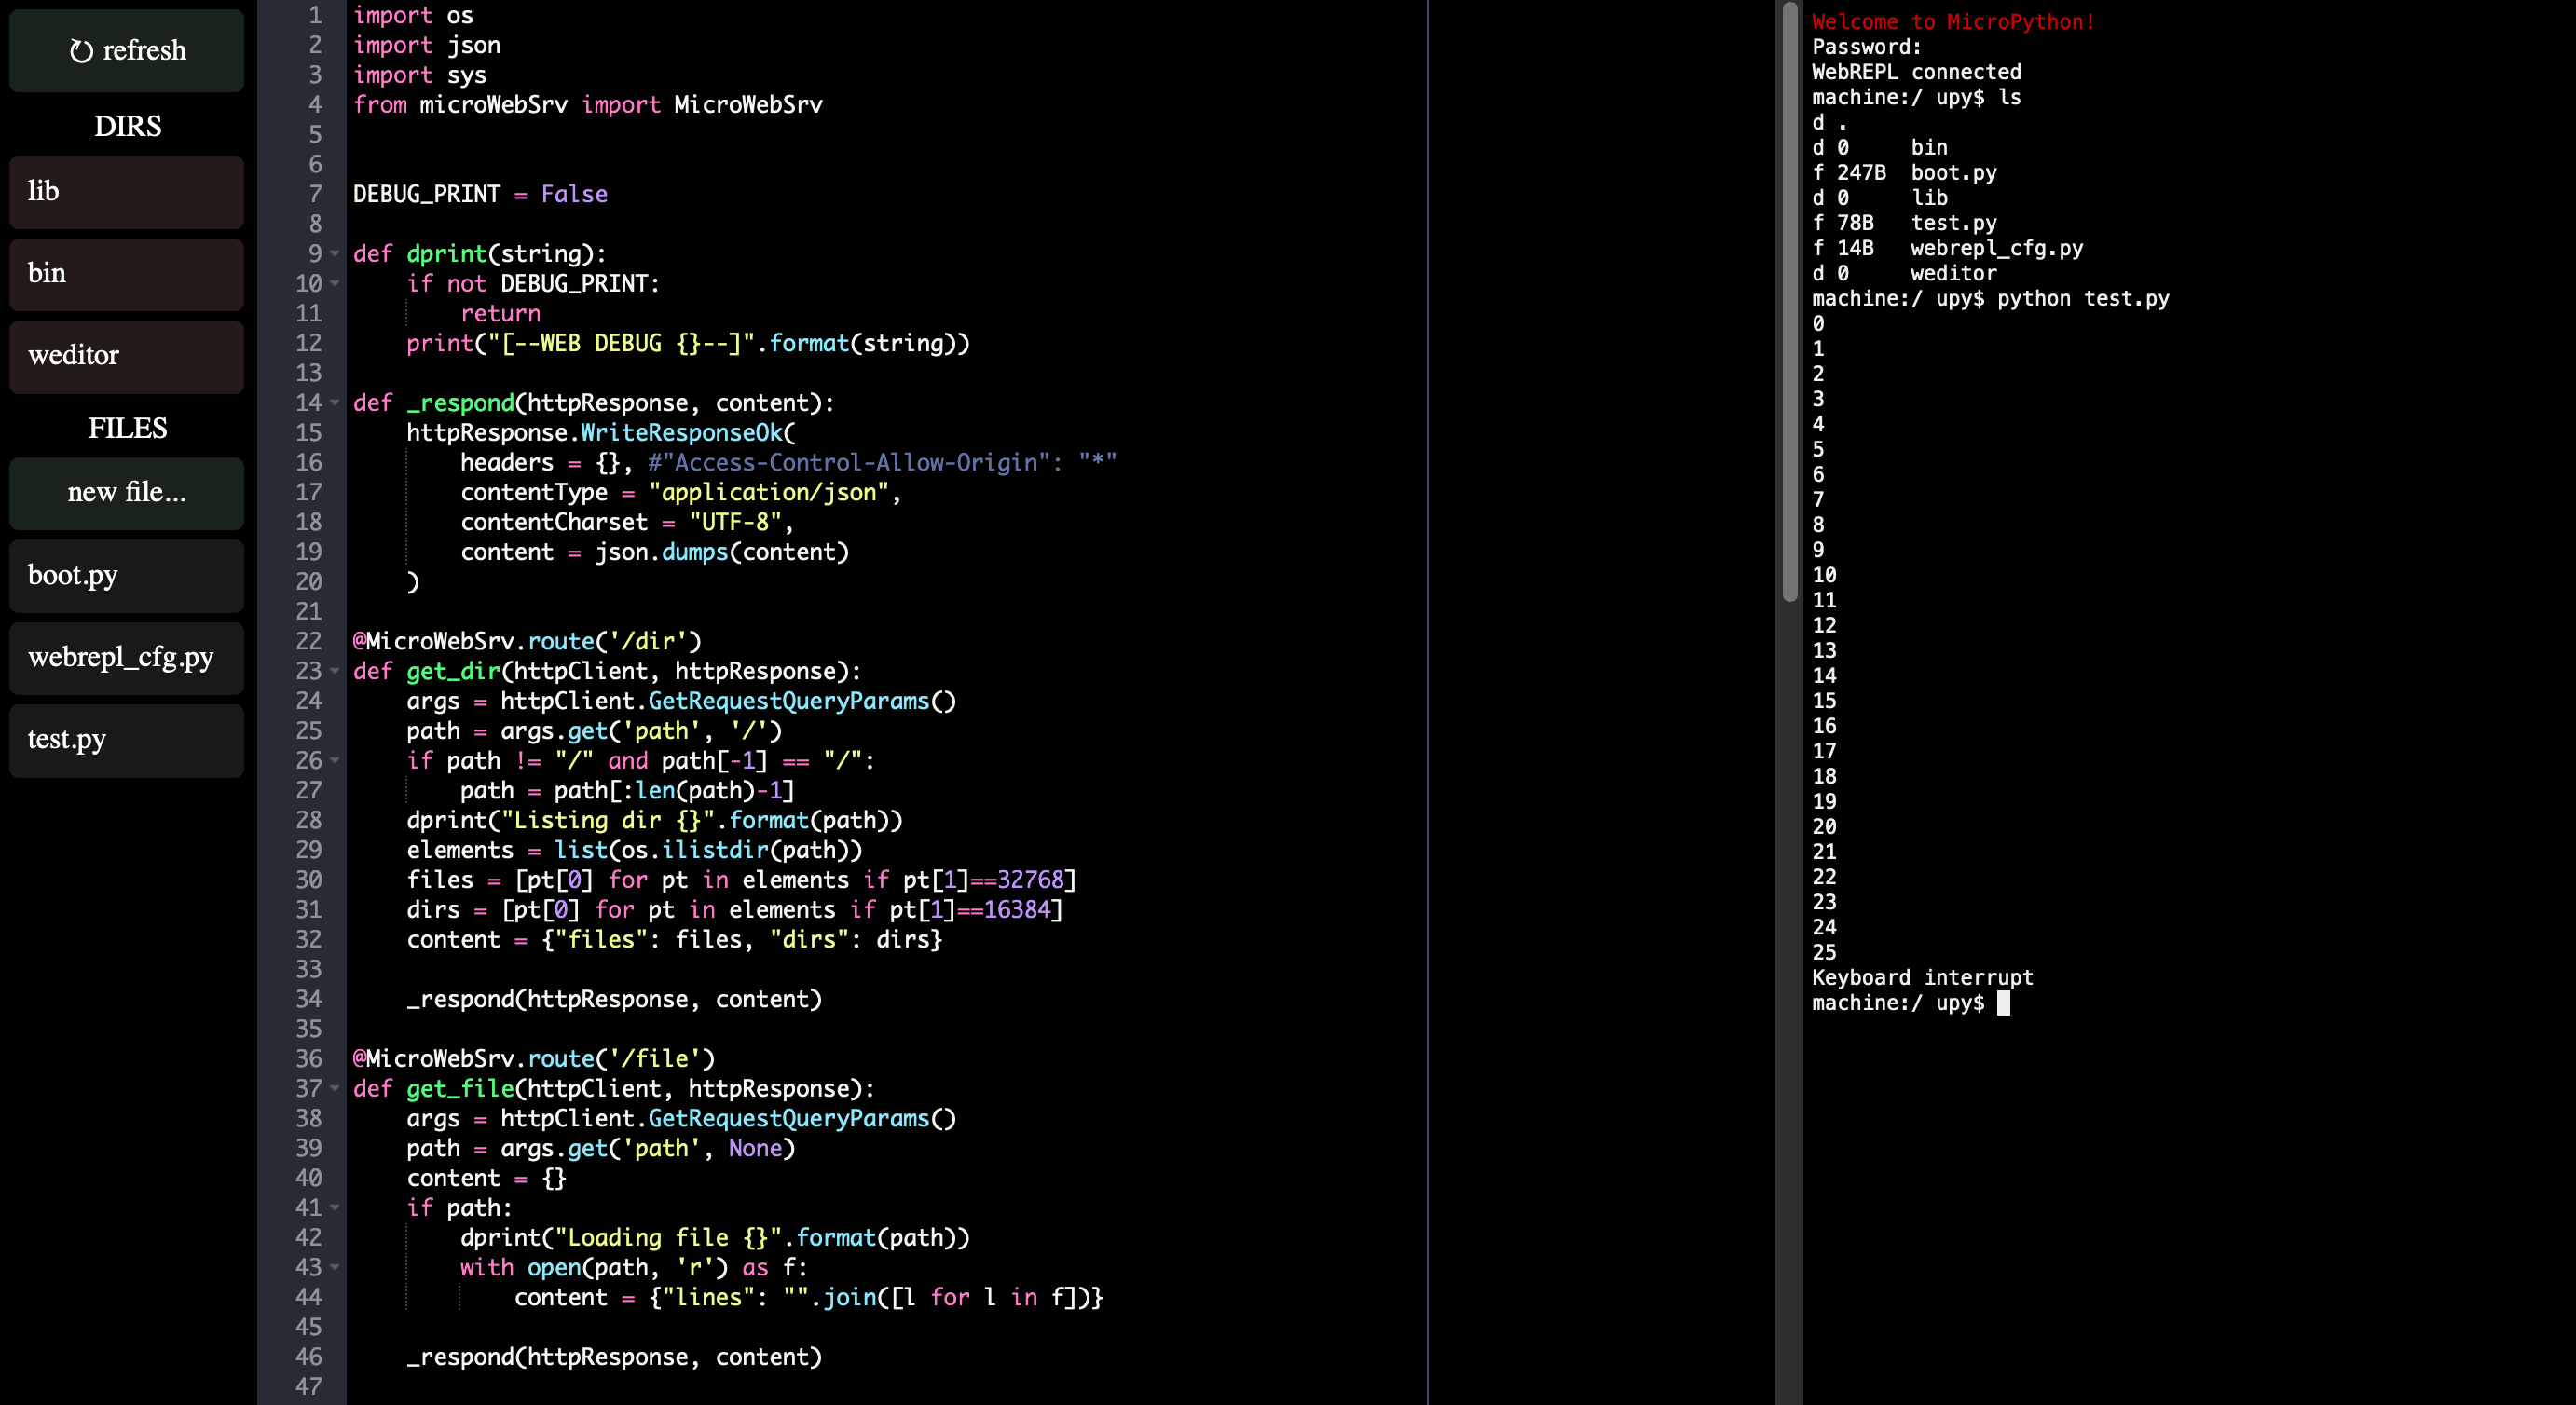 ↻ refresh
DIRS
lib
bin
weditor
FILES
new file...
boot.py
webrepl_cfg.py
test.py
1 import os
2 import json
3 import sys
4 from microWebSrv import MicroWebSrv
5
6
7 DEBUG_PRINT = False
8
9 def dprint(string):
10     if not DEBUG_PRINT:
11         return
12     print("[--WEB DEBUG {}--]".format(string))
13
14 def _respond(httpResponse, content):
15     httpResponse.WriteResponseOk(
16         headers = {}, #"Access-Control-Allow-Origin": "*"
17         contentType = "application/json",
18         contentCharset = "UTF-8",
19         content = json.dumps(content)
20     )
21
22 @MicroWebSrv.route('/dir')
23 def get_dir(httpClient, httpResponse):
24     args = httpClient.GetRequestQueryParams()
25     path = args.get('path', '/')
26     if path != "/" and path[-1] == "/":
27         path = path[:len(path)-1]
28     dprint("Listing dir {}".format(path))
29     elements = list(os.ilistdir(path))
30     files = [pt[0] for pt in elements if pt[1]==32768]
31     dirs = [pt[0] for pt in elements if pt[1]==16384]
32     content = {"files": files, "dirs": dirs}
33
34     _respond(httpResponse, content)
35
36 @MicroWebSrv.route('/file')
37 def get_file(httpClient, httpResponse):
38     args = httpClient.GetRequestQueryParams()
39     path = args.get('path', None)
40     content = {}
41     if path:
42         dprint("Loading file {}".format(path))
43         with open(path, 'r') as f:
44             content = {"lines": "".join([l for l in f])}
45
46     _respond(httpResponse, content)
47
Welcome to MicroPython!
Password:
WebREPL connected
machine:/ upy$ ls
d .
d 0     bin
f 247B  boot.py
d 0     lib
f 78B   test.py
f 14B   webrepl_cfg.py
d 0     weditor
machine:/ upy$ python test.py
0
1
2
3
4
5
6
7
8
9
10
11
12
13
14
15
16
17
18
19
20
21
22
23
24
25
Keyboard interrupt
machine:/ upy$